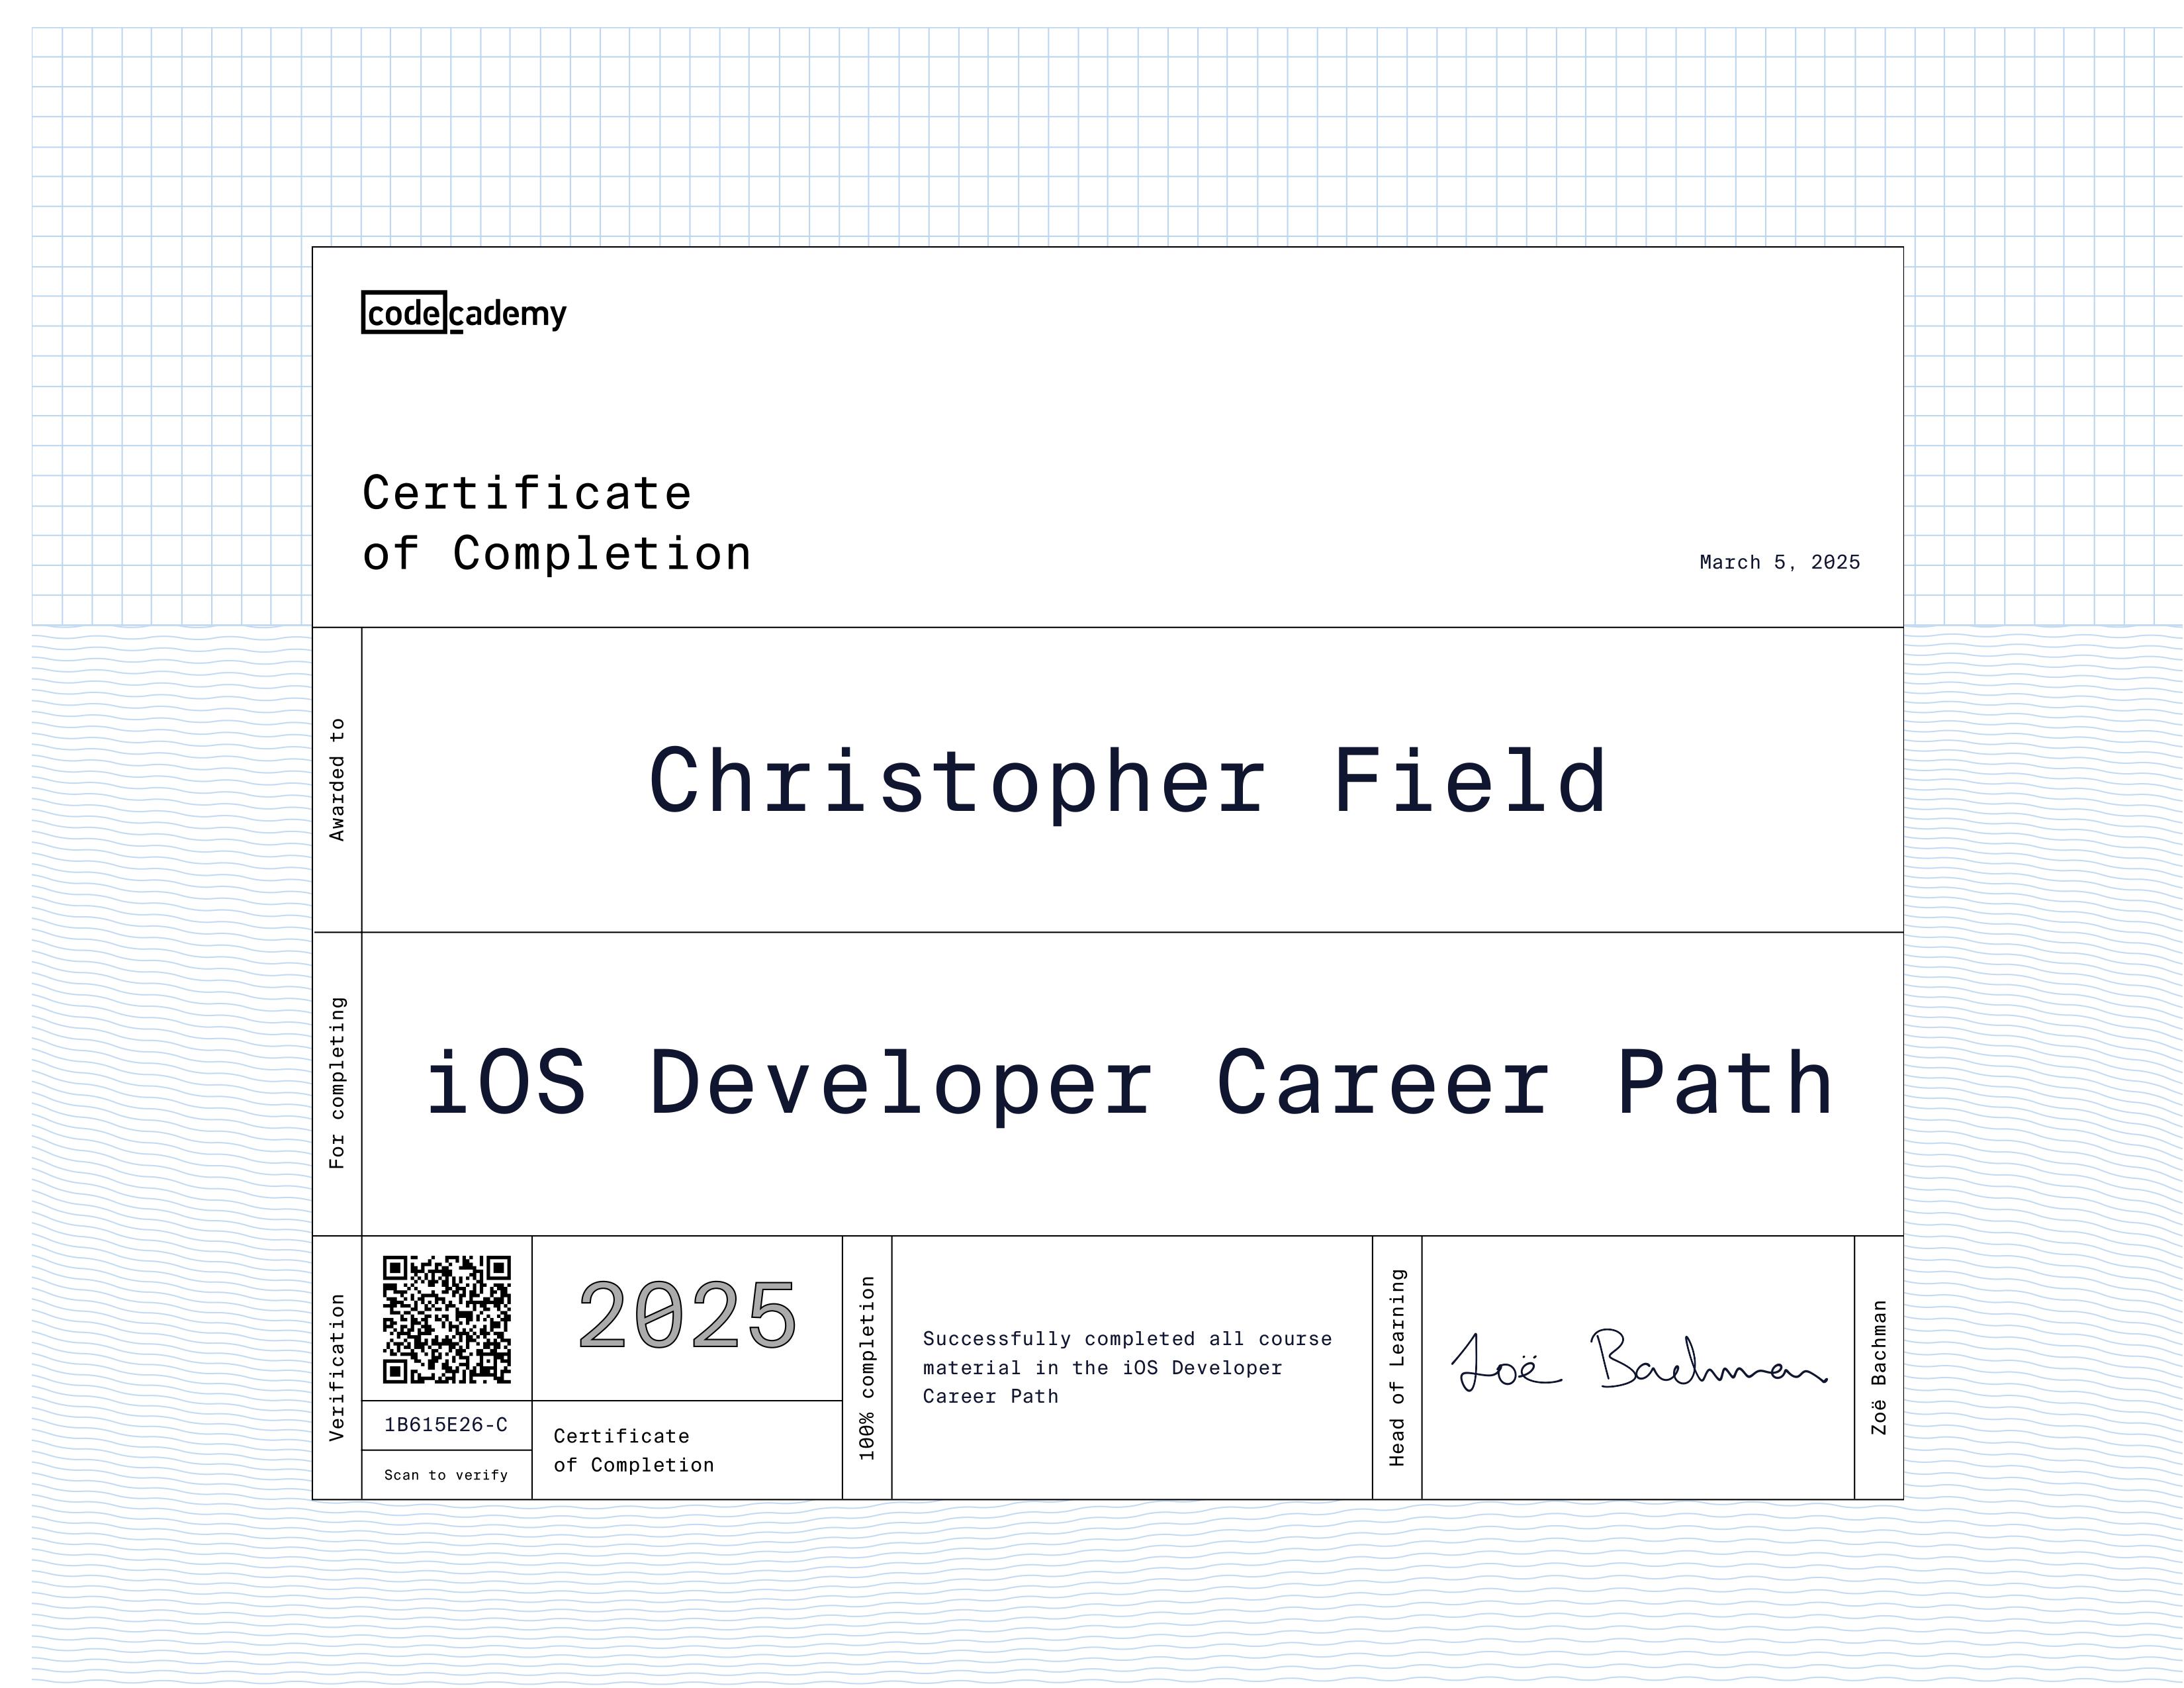 codecademy
Certificate
of Completion
March 5, 2025
Awarded to
Christopher Field
For completing
iOS Developer Career Path
Verification
1B615E26-C
Scan to verify
2025
Certificate
of Completion
100% completion
Successfully completed all course
material in the iOS Developer
Career Path
Head of Learning
Zoë Bachman
Zoë Bachman